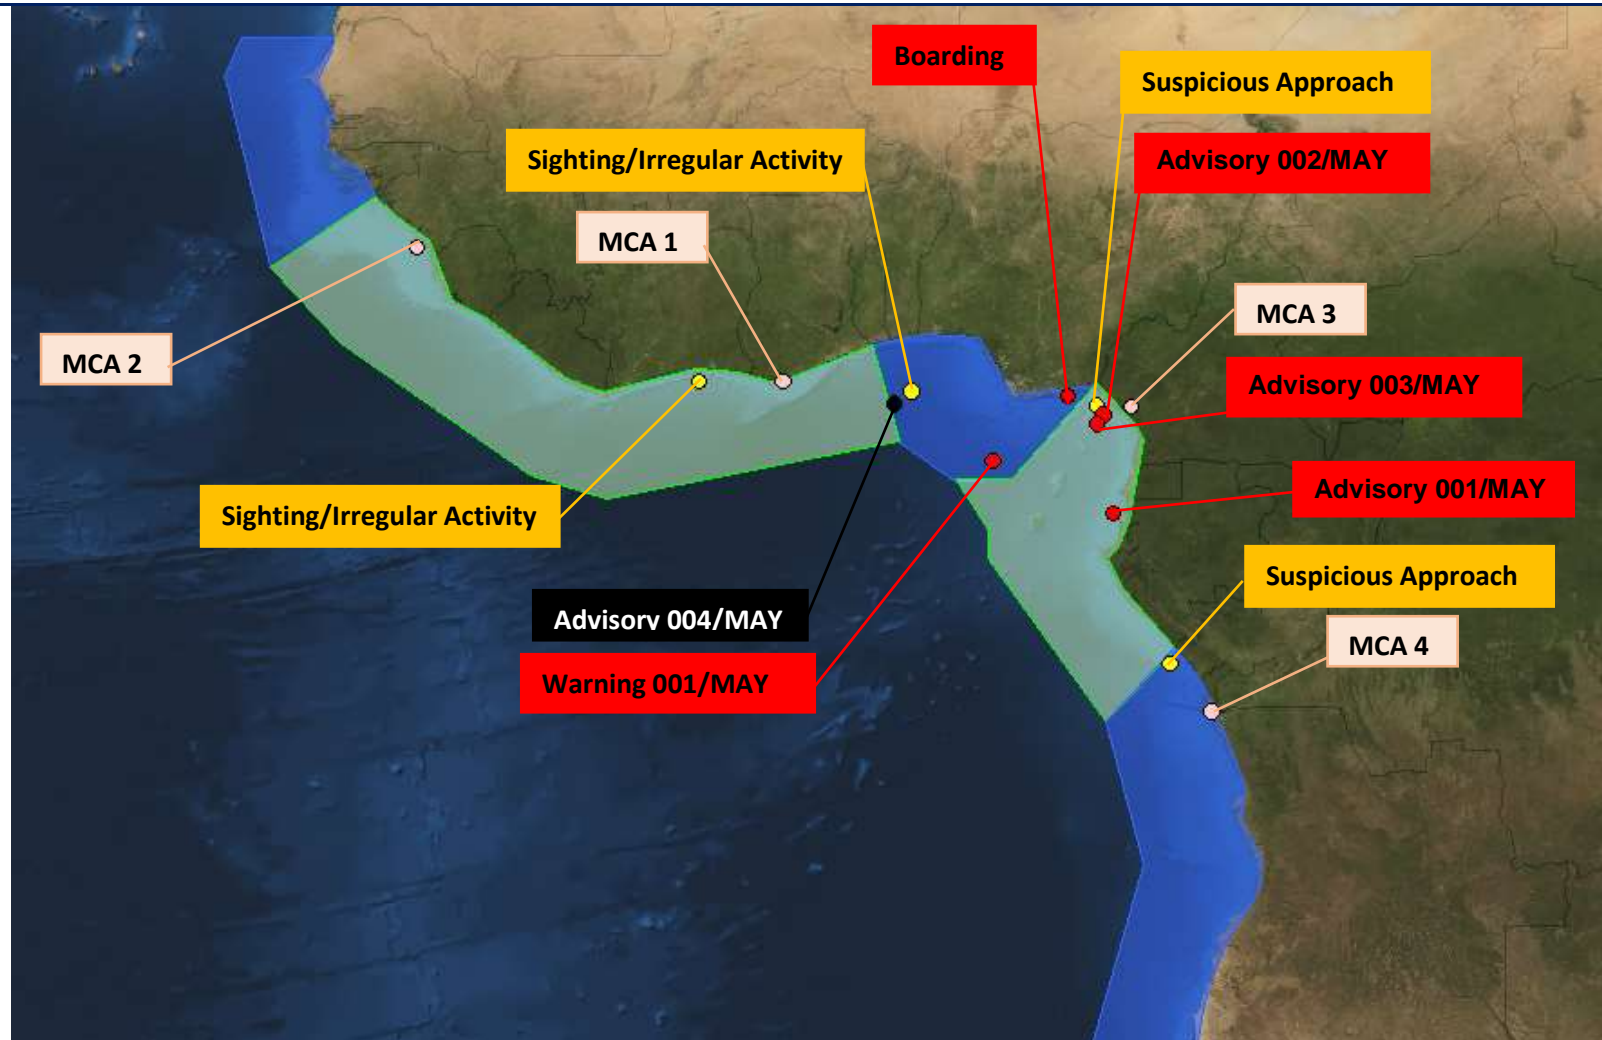 Boarding
Suspicious Approach
Sighting/Irregular Activity
Advisory 002/MAY
MCA 1
MCA 3
MCA 2
Advisory 003/MAY
Advisory 001/MAY
Sighting/Irregular Activity
Suspicious Approach
Advisory 004/MAY
MCA 4
Warning 001/MAY